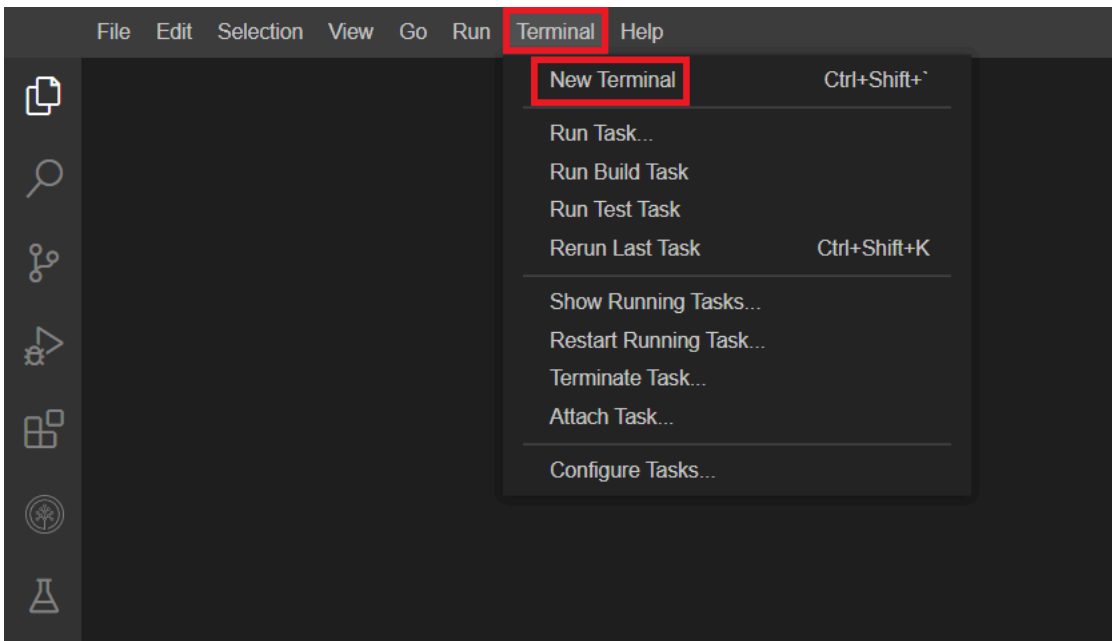 File Edit Selection View Go Run Terminal Help
New Terminal Ctrl+Shift+`
Run Task...
Run Build Task
Run Test Task
Rerun Last Task Ctrl+Shift+K
Show Running Tasks...
Restart Running Task...
Terminate Task...
Attach Task...
Configure Tasks...